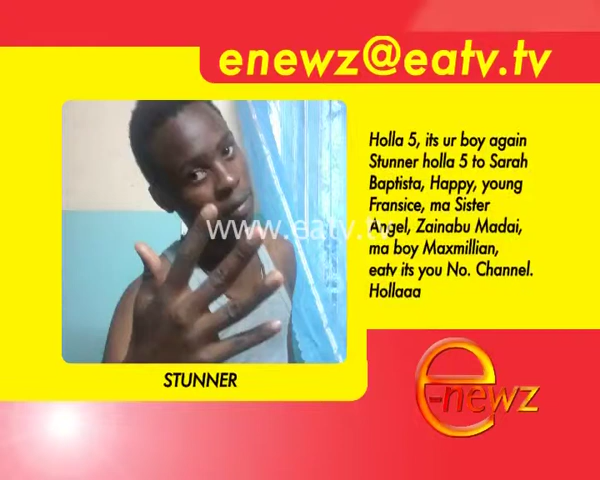 enewz@eatv.tv
Holla 5, its ur boy again
Stunner holla 5 to Sarah
Baptista, Happy, young
Fransice, ma Sister
Angel, Zainabu Madai,
ma boy Maxmillian,
eatv its you No. Channel.
Hollaaa
www.eatv.tv
STUNNER
e-newz